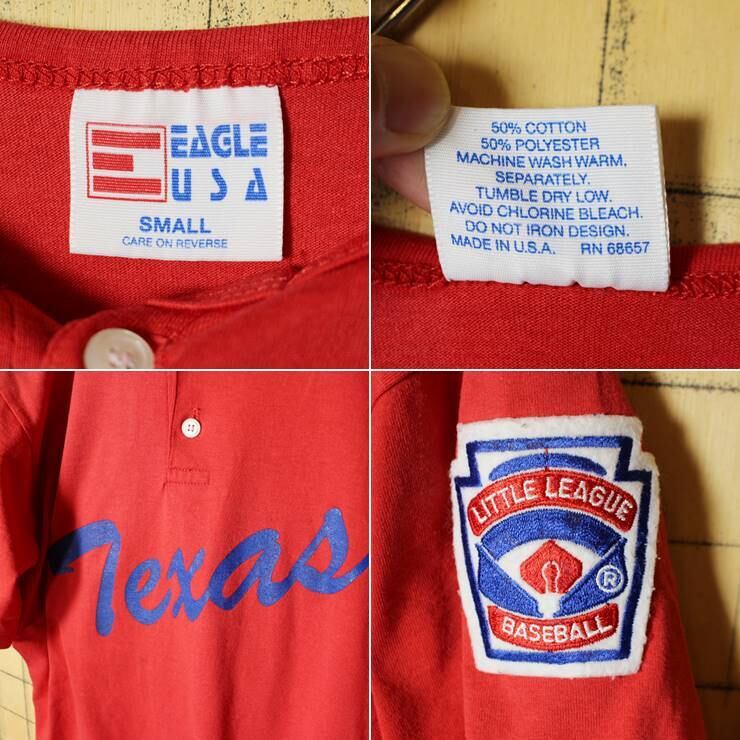 EAGLE
USA
SMALL
CARE ON REVERSE
50% COTTON
50% POLYESTER
MACHINE WASH WARM.
SEPARATELY.
TUMBLE DRY LOW.
AVOID CHLORINE BLEACH.
DO NOT IRON DESIGN.
MADE IN U.S.A. RN 68657
Texas
LITTLE LEAGUE
®
BASEBALL